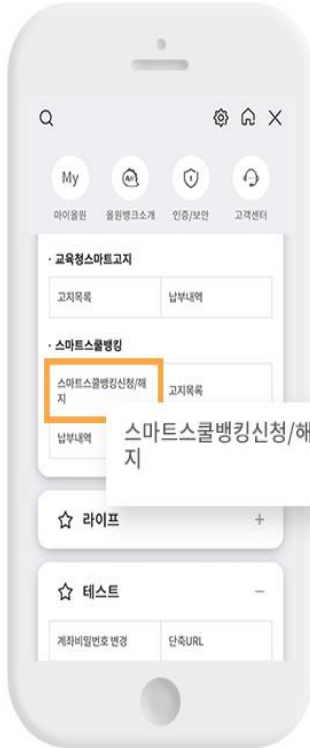 My
마이올원
올원뱅크소개
인증/보안
고객센터
· 교육청스마트고지
고지목록
납부내역
· 스마트스쿨뱅킹
스마트스쿨뱅킹신청/해
지
고지목록
납부내역
스마트스쿨뱅킹신청/해
지
☆ 라이프 +
☆ 테스트 −
계좌비밀번호 변경
단축URL